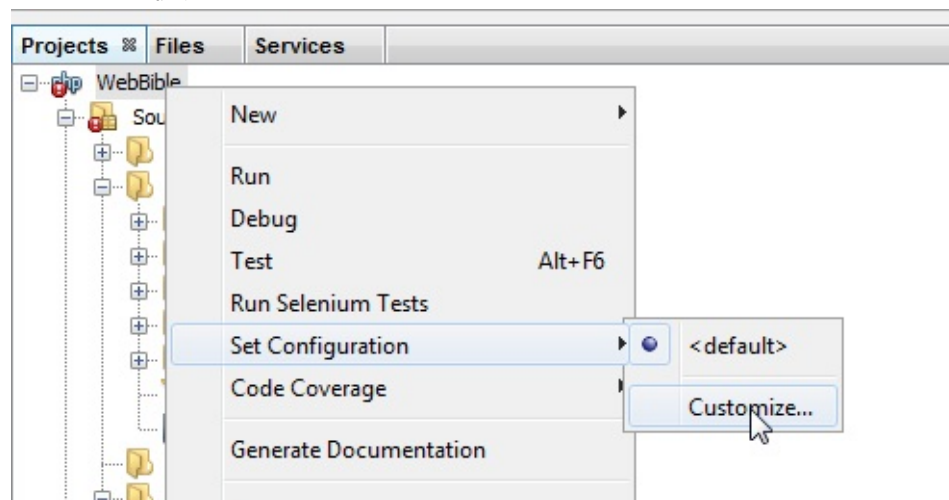 Projects Files Services
php WebBible
Sou
New
Run
Debug
Test Alt+F6
Run Selenium Tests
Set Configuration <default>
Code Coverage
Customize...
Generate Documentation